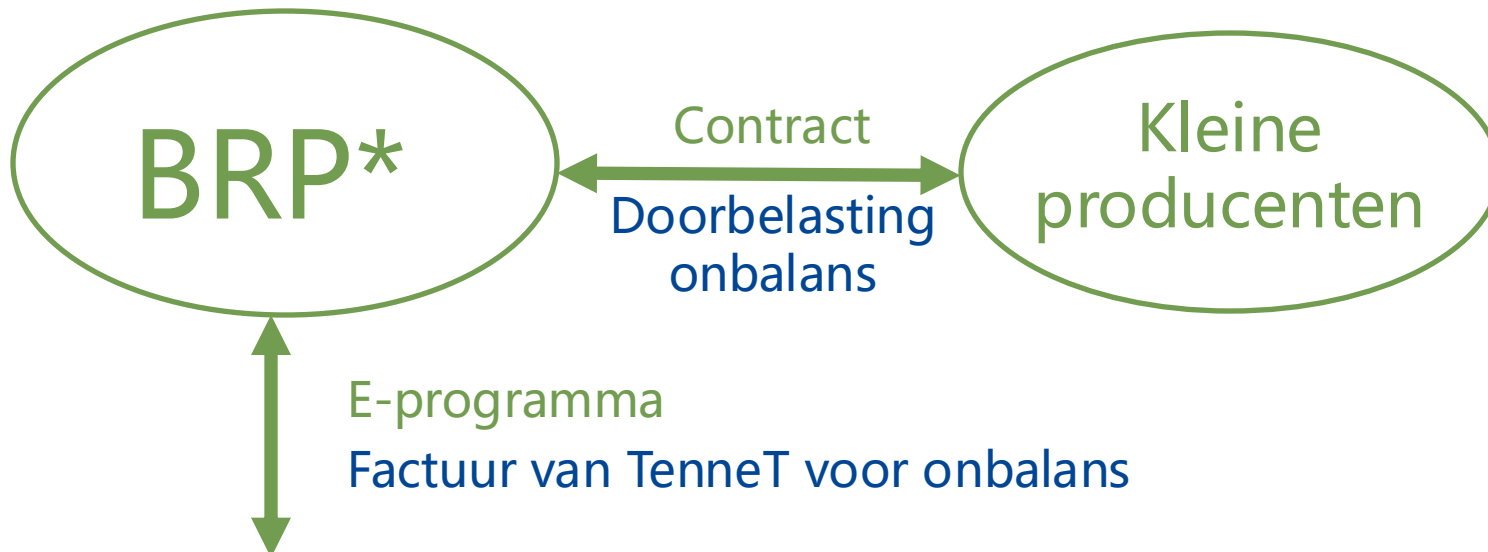 BRP*
Contract
Doorbelasting
onbalans
Kleine
producenten
E-programma
Factuur van TenneT voor onbalans